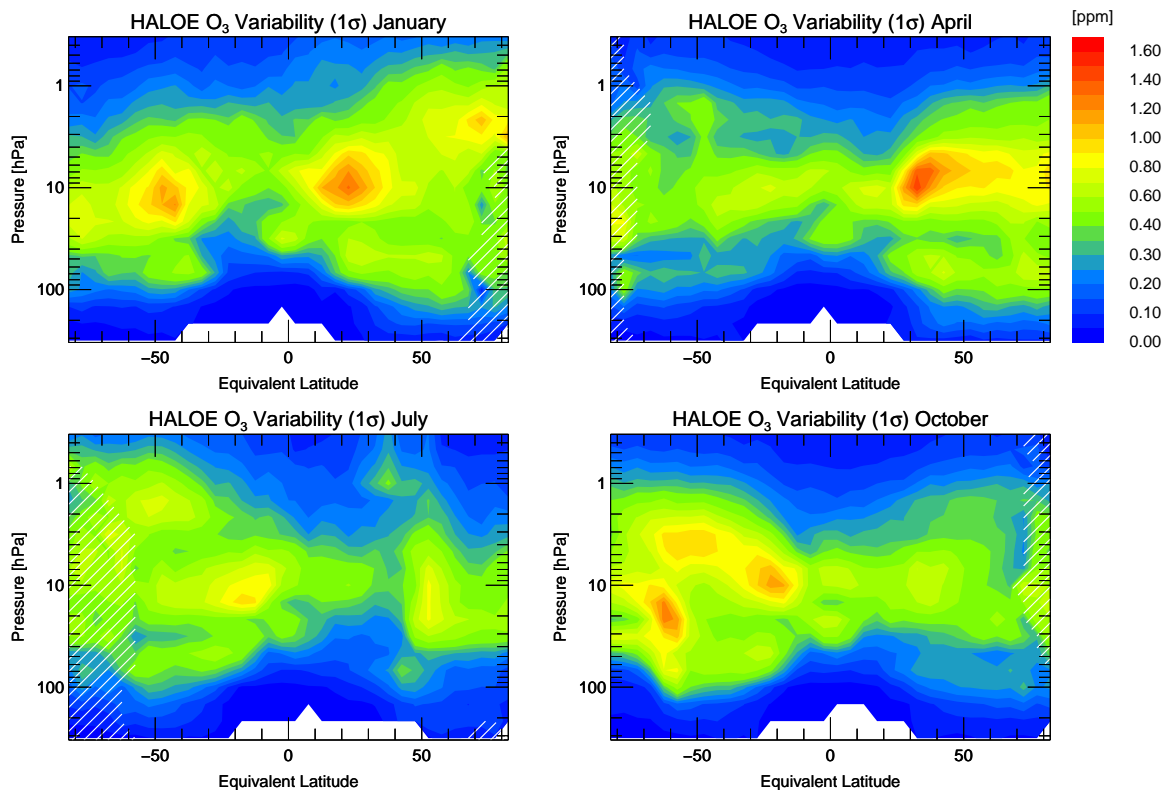 HALOE O3 Variability (1σ) January
HALOE O3 Variability (1σ) April
[ppm]
1
10
100
Pressure [hPa]
−50
0
50
Equivalent Latitude
1
10
100
Pressure [hPa]
−50
0
50
Equivalent Latitude
1.60
1.40
1.20
1.00
0.80
0.60
0.40
0.30
0.20
0.10
0.00
HALOE O3 Variability (1σ) July
HALOE O3 Variability (1σ) October
1
10
100
Pressure [hPa]
−50
0
50
Equivalent Latitude
1
10
100
Pressure [hPa]
−50
0
50
Equivalent Latitude